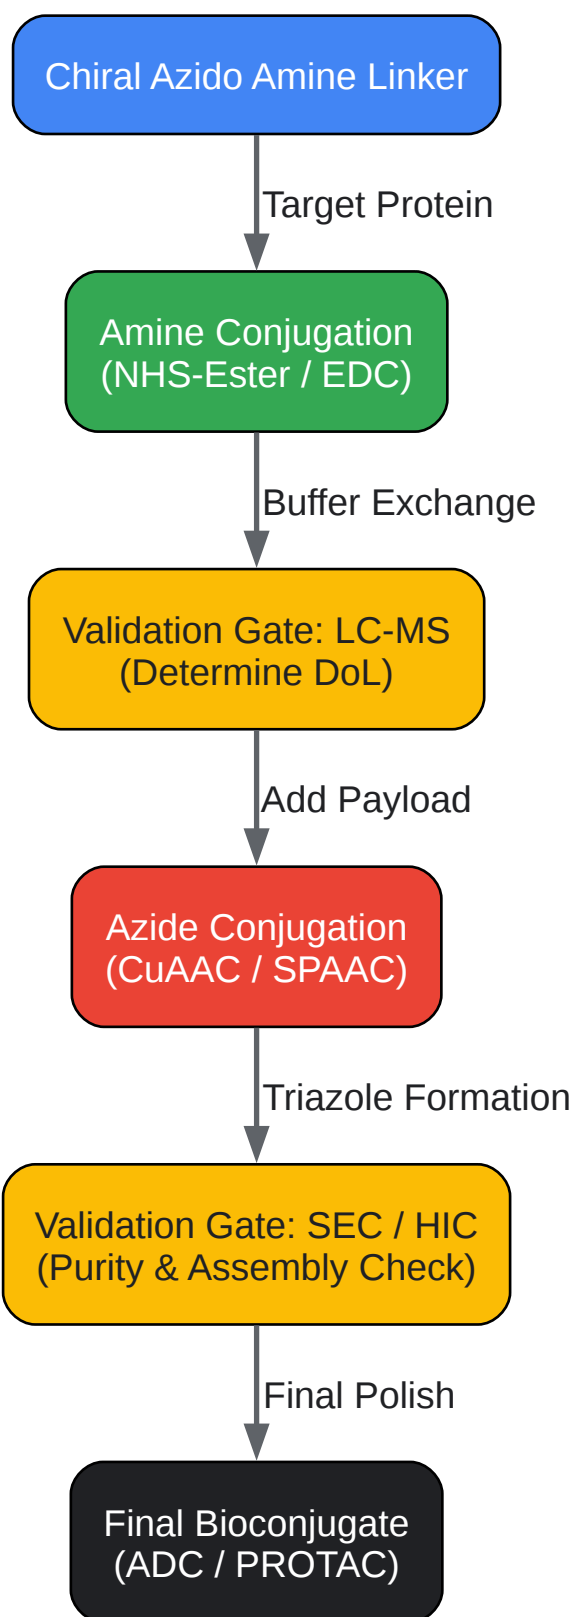 Chiral Azido Amine Linker
Target Protein
Amine Conjugation
(NHS-Ester / EDC)
Buffer Exchange
Validation Gate: LC-MS
(Determine DoL)
Add Payload
Azide Conjugation
(CuAAC / SPAAC)
Triazole Formation
Validation Gate: SEC / HIC
(Purity & Assembly Check)
Final Polish
Final Bioconjugate
(ADC / PROTAC)